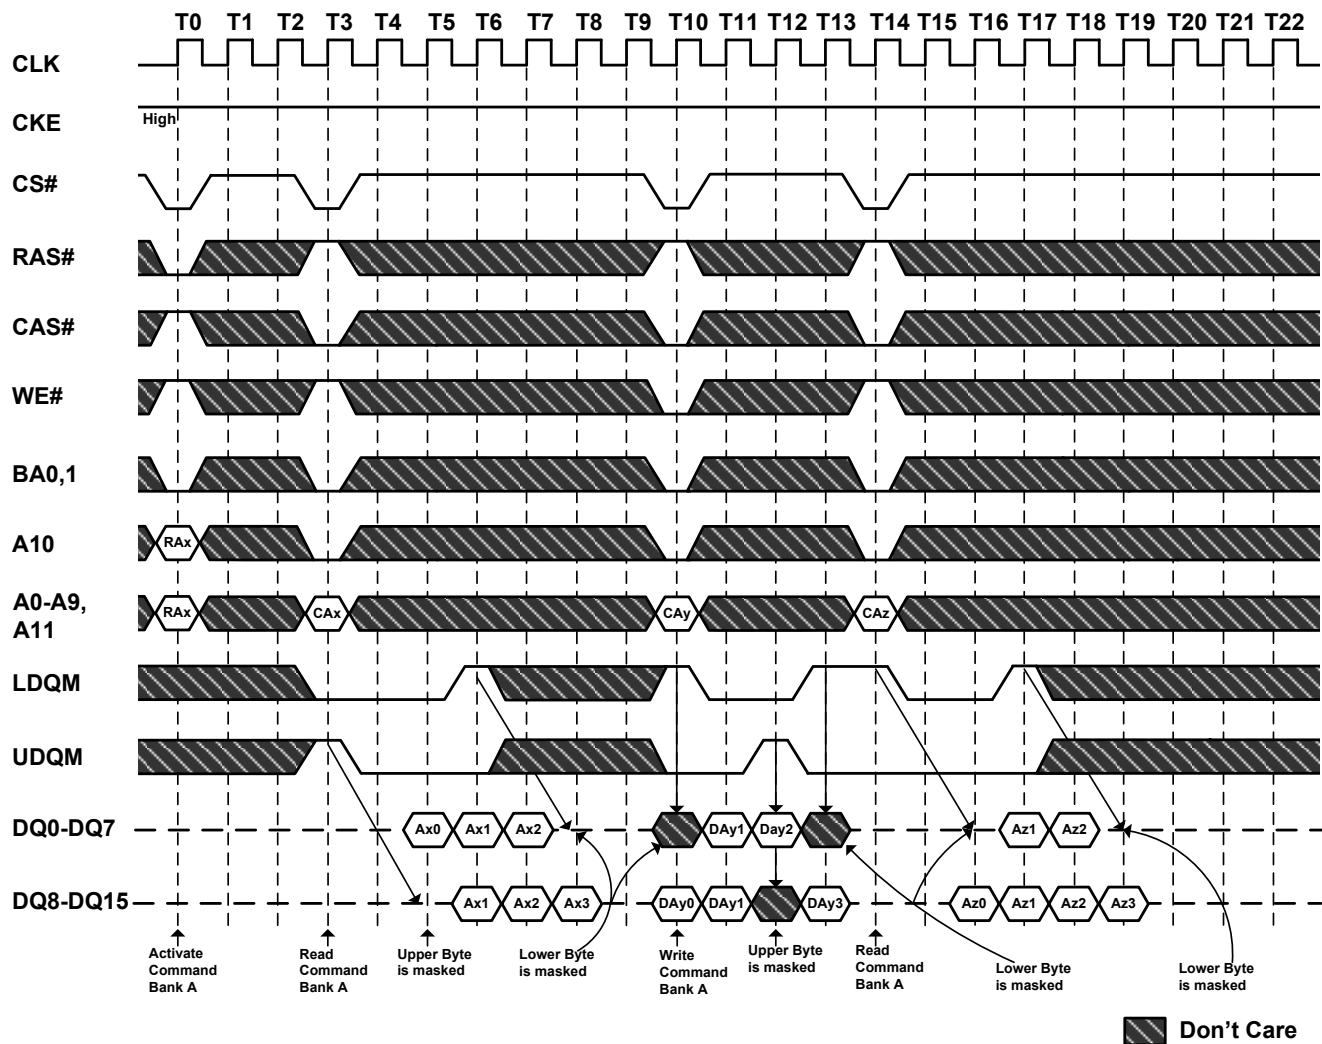 T0 T1 T2 T3 T4 T5 T6 T7 T8 T9 T10 T11 T12 T13 T14 T15 T16 T17 T18 T19 T20 T21 T22
CLK
CKE
High
CS#
RAS#
CAS#
WE#
BA0,1
A10
RAx
A0-A9,
A11
RAx CAx CAy CAz
LDQM
UDQM
DQ0-DQ7
Ax0 Ax1 Ax2 DAy1 Day2 Az1 Az2
DQ8-DQ15
Ax1 Ax2 Ax3 DAy0 DAy1 DAy3 Az0 Az1 Az2 Az3
Activate
Command
Bank A
Read
Command
Bank A
Upper Byte
is masked
Lower Byte
is masked
Write
Command
Bank A
Upper Byte
is masked
Read
Command
Bank A
Lower Byte
is masked
Lower Byte
is masked
Don't Care